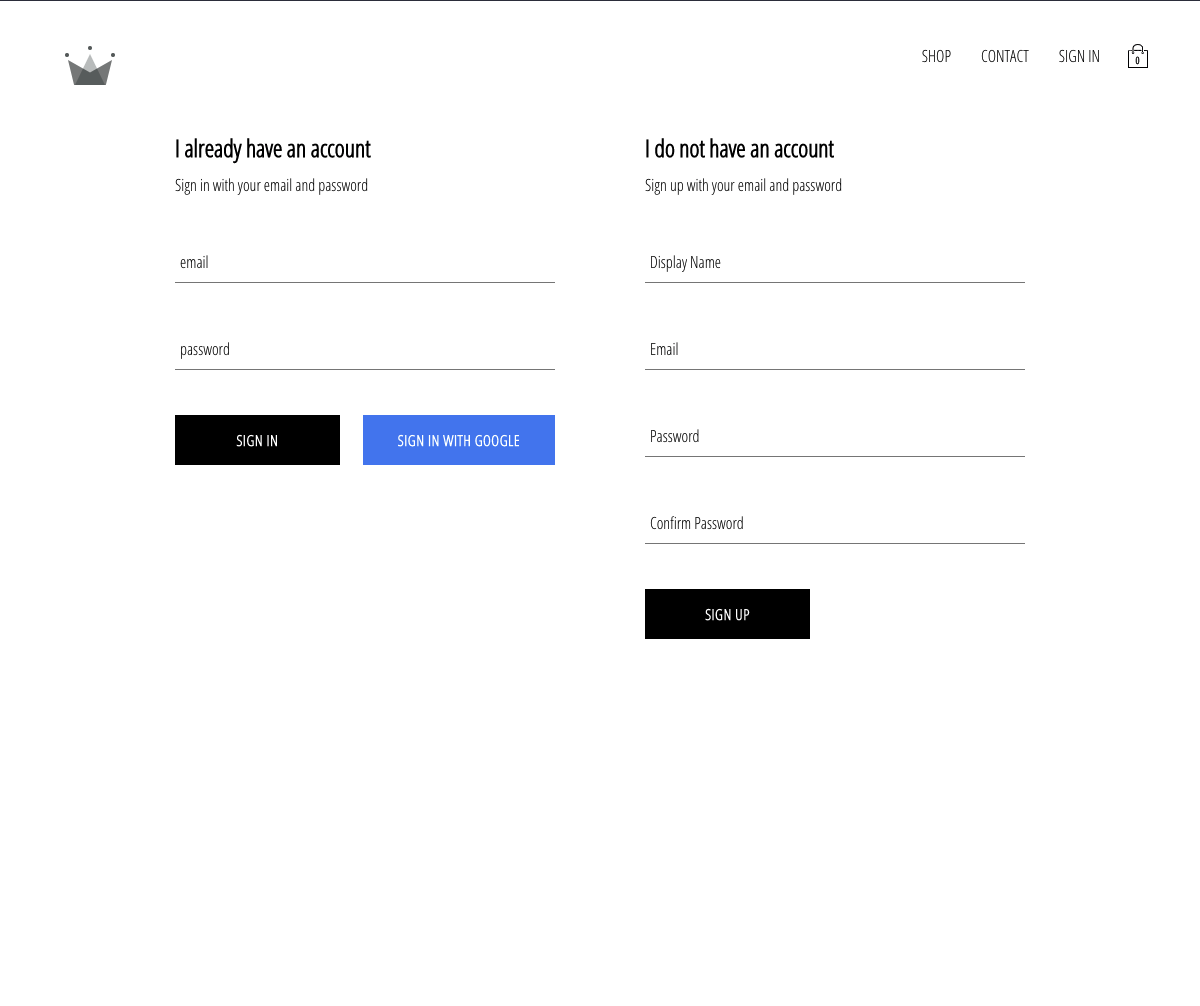 SHOP
CONTACT
SIGN IN
0
I already have an account
Sign in with your email and password
email
password
SIGN IN
SIGN IN WITH GOOGLE
I do not have an account
Sign up with your email and password
Display Name
Email
Password
Confirm Password
SIGN UP